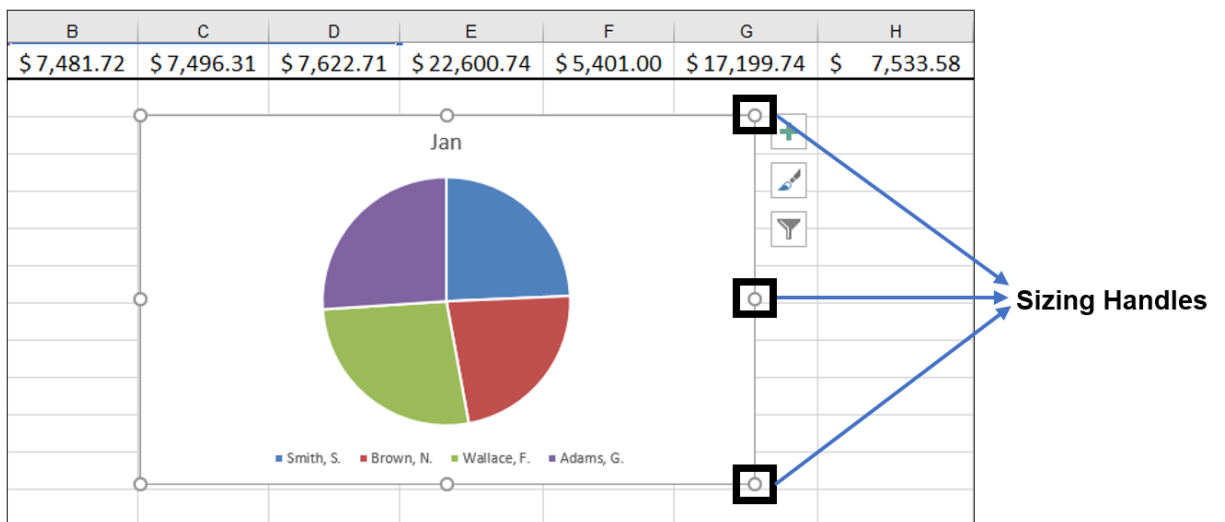 B C D E F G H
$ 7,481.72 $ 7,496.31 $ 7,622.71 $ 22,600.74 $ 5,401.00 $ 17,199.74 $ 7,533.58
Jan
Sizing Handles
Smith, S. Brown, N. Wallace, F. Adams, G.